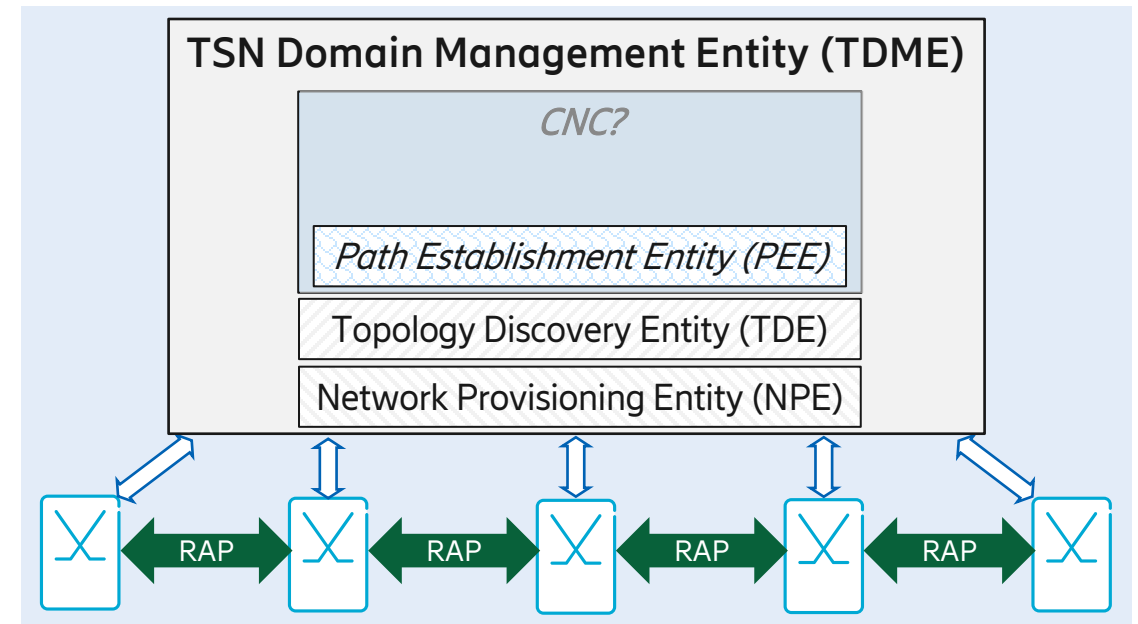 TSN Domain Management Entity (TDME)
CNC?
Path Establishment Entity (PEE)
Topology Discovery Entity (TDE)
Network Provisioning Entity (NPE)
RAP
RAP
RAP
RAP